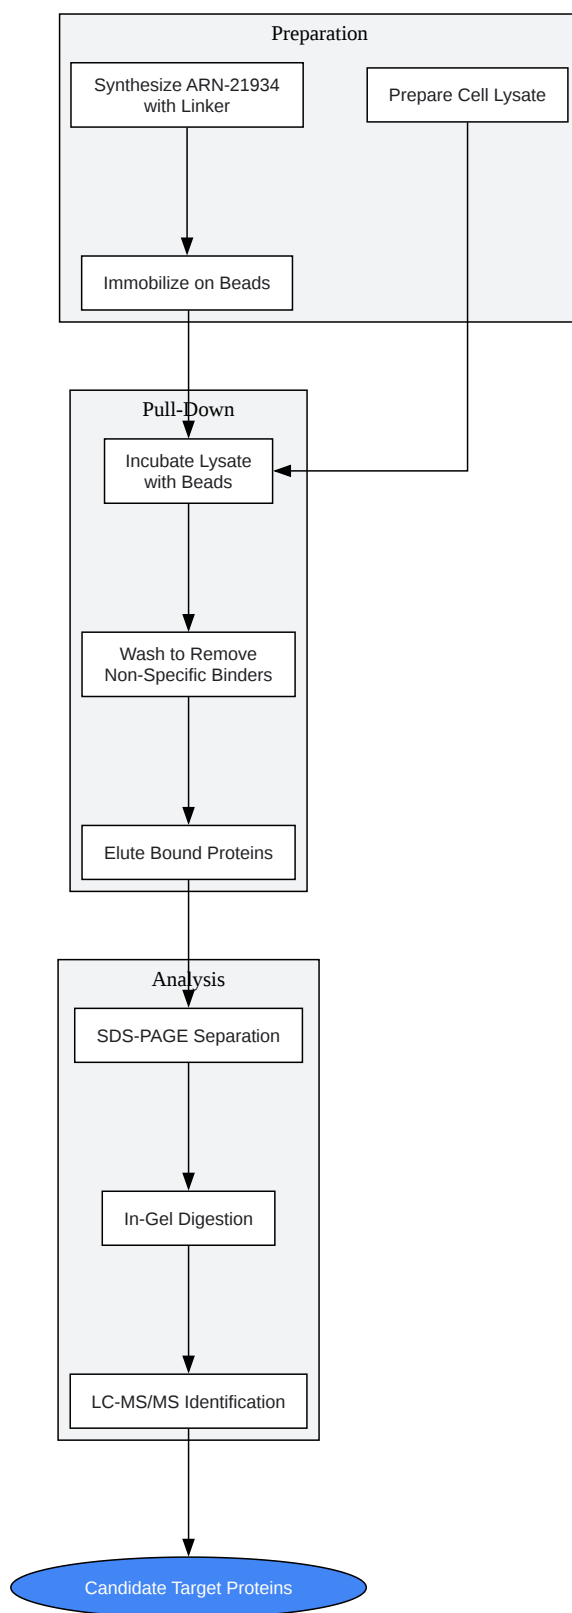 Preparation
Synthesize ARN-21934
with Linker
Prepare Cell Lysate
Immobilize on Beads
Pull-Down
Incubate Lysate
with Beads
Wash to Remove
Non-Specific Binders
Elute Bound Proteins
Analysis
SDS-PAGE Separation
In-Gel Digestion
LC-MS/MS Identification
Candidate Target Proteins